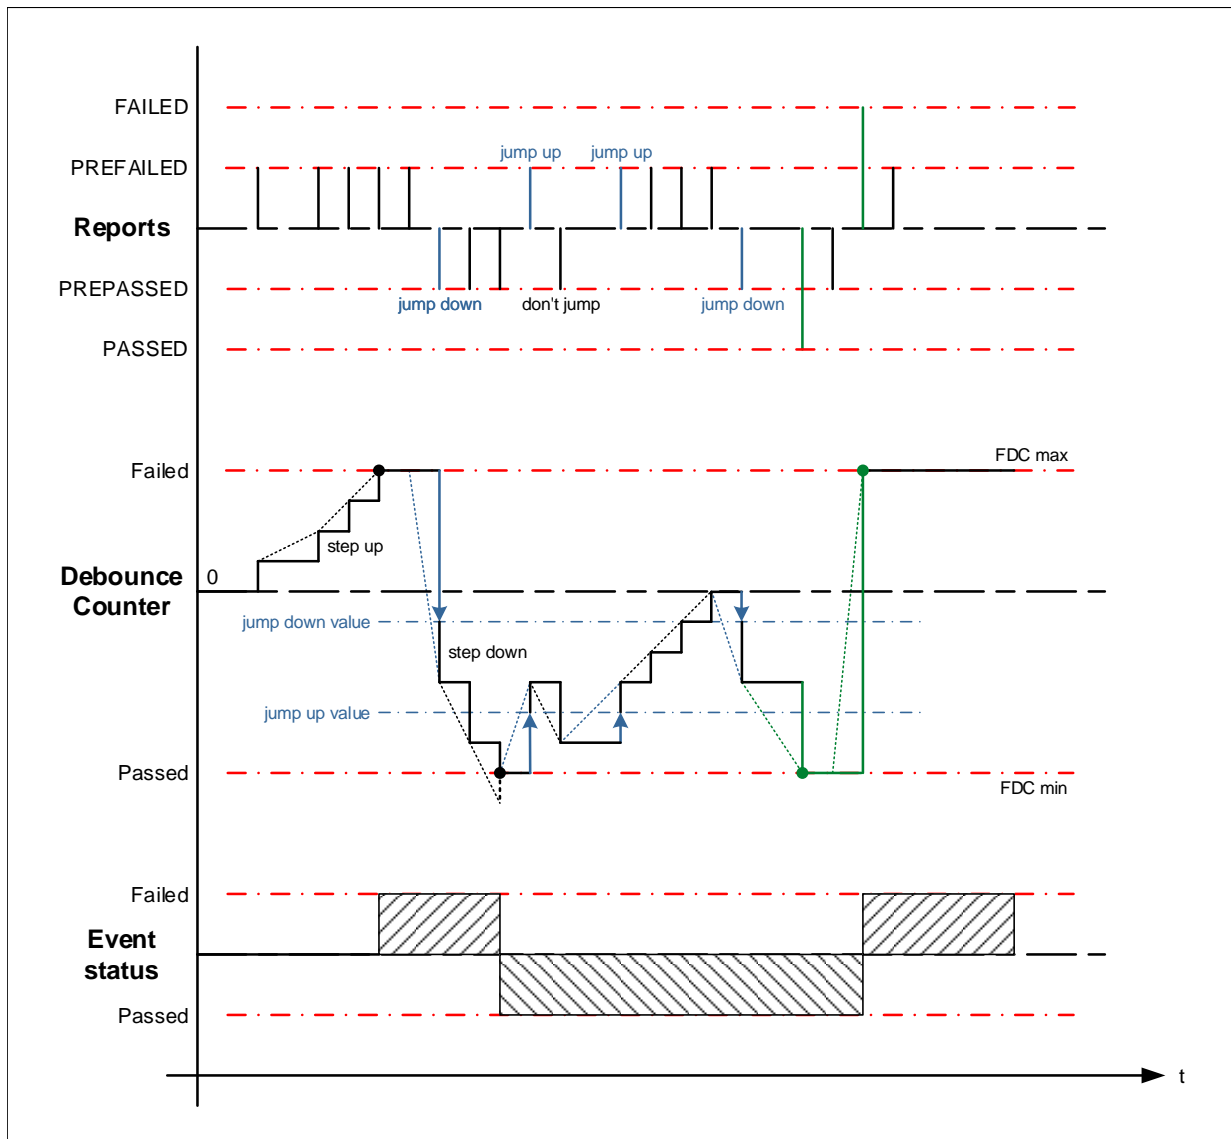 FAILED
jump up
jump up
PREFAILED
Reports
PREPASSED
jump down
don't jump
jump down
PASSED
FDC max
Failed
step up
0
Debounce
Counter
jump down value
step down
jump up value
Passed
FDC min
Failed
Event
status
Passed
t